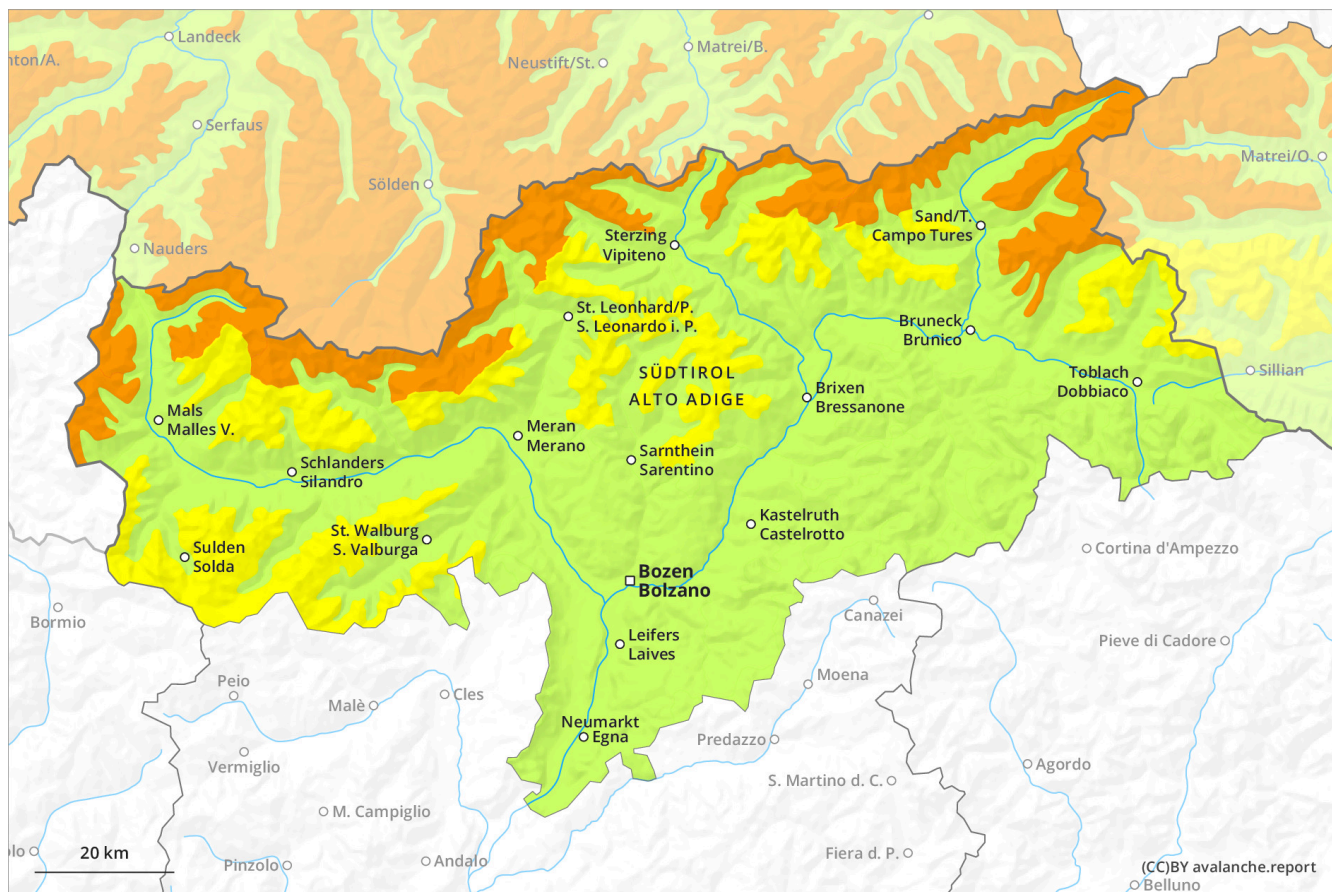 Landeck
Matrei/B.
nton/A.
Neustift/St.
Serfaus
Matrei/O.
Sölden
Sand/T.
Campo Tures
Sterzing
Vipiteno
Nauders
St. Leonhard/P.
S. Leonardo i. P.
Bruneck
Brunico
SÜDTIROL
ALTO ADIGE
Toblach
Dobbiaco
Sillian
Brixen
Bressanone
Mals
Malles V.
Meran
Merano
Sarnthein
Sarentino
Schlanders
Silandro
Kastelruth
Castelrotto
St. Walburg
S. Valburga
Sulden
Solda
Cortina d'Ampezzo
Bozen
Bolzano
Bormio
Canazei
Leifers
Laives
Pieve di Cadore
Peio
Moena
Cles
Malè
Neumarkt
Egna
Predazzo
Vermiglio
Agordo
S. Martino d. C.
M. Campiglio
olo
20 km
Pinzolo
Andalo
Fiera d. P.
(CC)BY avalanche.report
Belluno